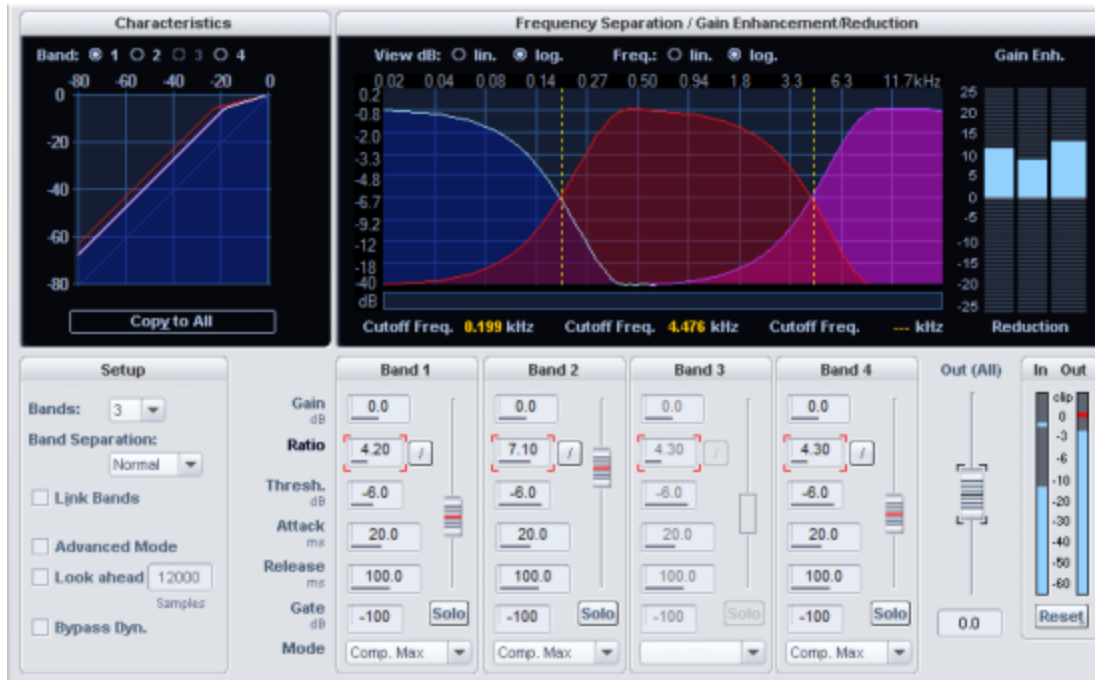 Characteristics
Band: 1 2 3 4
-80 -60 -40 -20 0
0
-20
-40
-60
-80
Copy to All
Frequency Separation / Gain Enhancement/Reduction
View dB: lin. log. Freq.: lin. log. Gain Enh.
0.02 0.04 0.08 0.14 0.27 0.50 0.94 1.8 3.3 6.3 11.7kHz
0.2
-0.8
-2.0
-3.3
-4.8
-6.7
-9.2
-12
-18
-40
dB
25
20
15
10
5
0
-5
-10
-15
-20
-25
Cutoff Freq. 0.199 kHz Cutoff Freq. 4.476 kHz Cutoff Freq. --- kHz Reduction
Setup
Bands: 3
Band Separation:
Normal
Link Bands
Advanced Mode
Look ahead 12000
Samples
Bypass Dyn.
Band 1 Band 2 Band 3 Band 4 Out (All) In Out
Gain 0.0 0.0 0.0 0.0
dB
Ratio 4.20 / 7.10 / 4.30 / 4.30 /
Thresh. -6.0 -6.0 -6.0 -6.0
dB
Attack 20.0 20.0 20.0 20.0
ms
Release 100.0 100.0 100.0 100.0
ms
Gate -100 Solo -100 Solo -100 Solo -100 Solo 0.0
dB
Mode Comp. Max Comp. Max Comp. Max
clip
0
-3
-6
-10
-20
-30
-40
-50
-60
Reset